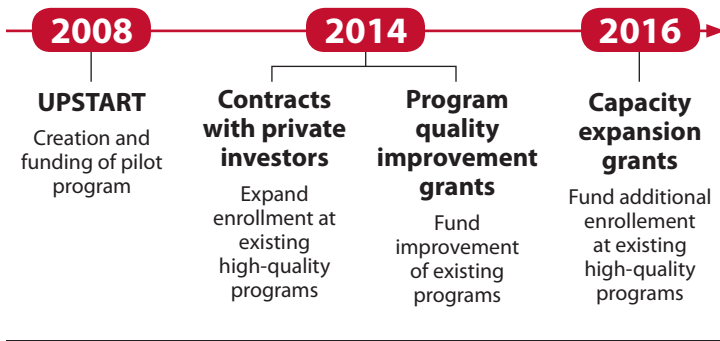 2008
2014
2016
UPSTART
Creation and
funding of pilot
program
Contracts
with private
investors
Expand
enrollment at
existing
high-quality
programs
Program
quality
improvement
grants
Fund
improvement
of existing
programs
Capacity
expansion
grants
Fund additional
enrollement
at existing
high-quality
programs